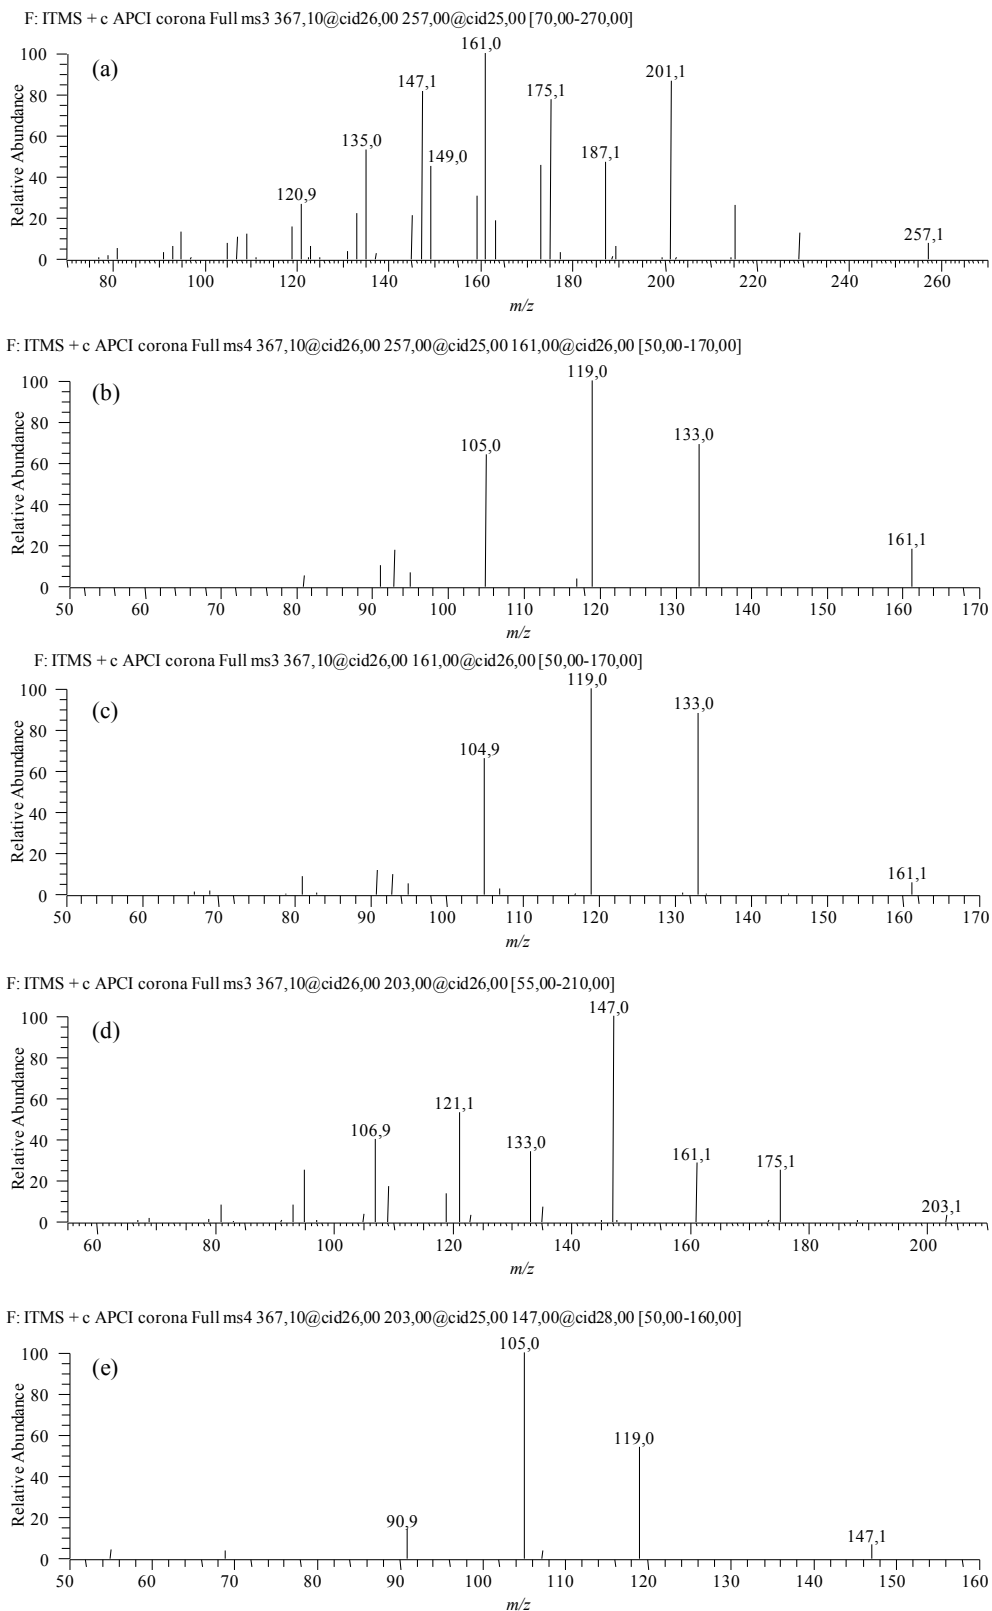 F: ITMS + c APCI corona Full ms3 367,10@cid26,00 257,00@cid25,00 [70,00-270,00]
(a)
Relative Abundance
100
80
60
40
20
0
120,9
135,0
147,1
149,0
161,0
175,1
187,1
201,1
257,1
80 100 120 140 160 180 200 220 240 260
m/z
F: ITMS + c APCI corona Full ms4 367,10@cid26,00 257,00@cid25,00 161,00@cid26,00 [50,00-170,00]
(b)
Relative Abundance
100
80
60
40
20
0
105,0
119,0
133,0
161,1
50 60 70 80 90 100 110 120 130 140 150 160 170
m/z
F: ITMS + c APCI corona Full ms3 367,10@cid26,00 161,00@cid26,00 [50,00-170,00]
(c)
Relative Abundance
100
80
60
40
20
0
104,9
119,0
133,0
161,1
50 60 70 80 90 100 110 120 130 140 150 160 170
m/z
F: ITMS + c APCI corona Full ms3 367,10@cid26,00 203,00@cid26,00 [55,00-210,00]
(d)
Relative Abundance
100
80
60
40
20
0
106,9
121,1
133,0
147,0
161,1
175,1
203,1
60 80 100 120 140 160 180 200
m/z
F: ITMS + c APCI corona Full ms4 367,10@cid26,00 203,00@cid25,00 147,00@cid28,00 [50,00-160,00]
(e)
Relative Abundance
100
80
60
40
20
0
90,9
105,0
119,0
147,1
50 60 70 80 90 100 110 120 130 140 150 160
m/z